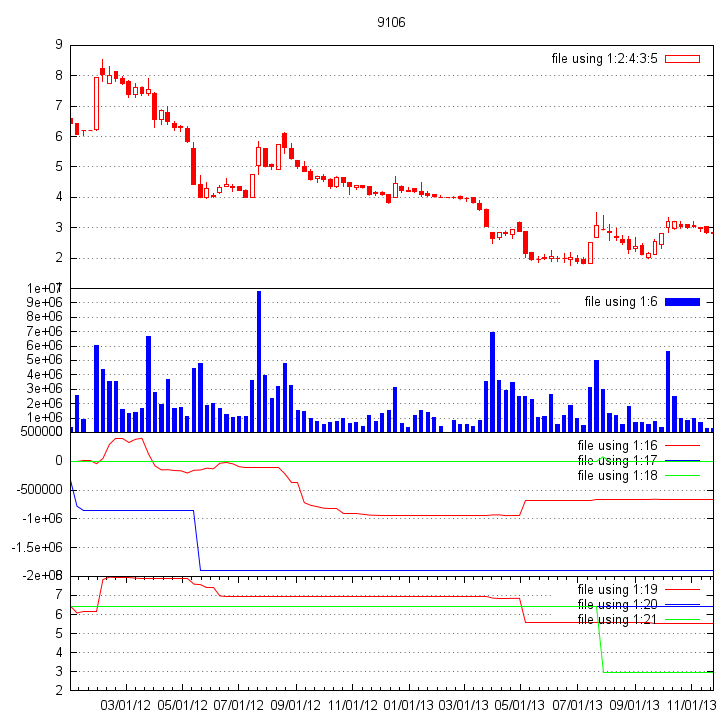 9106
9
file using 1:2:4:3:5
8
7
6
5
4
3
2
1
1e+07
file using 1:6
9e+06
8e+06
7e+06
6e+06
5e+06
4e+06
3e+06
2e+06
1e+06
0
500000
file using 1:16
0
file using 1:17
file using 1:18
-500000
-1e+06
-1.5e+06
-2e+06
8
file using 1:19
7
file using 1:20
6
file using 1:21
5
4
3
2
03/01/12 05/01/12 07/01/12 09/01/12 11/01/12 01/01/13 03/01/13 05/01/13 07/01/13 09/01/13 11/01/13